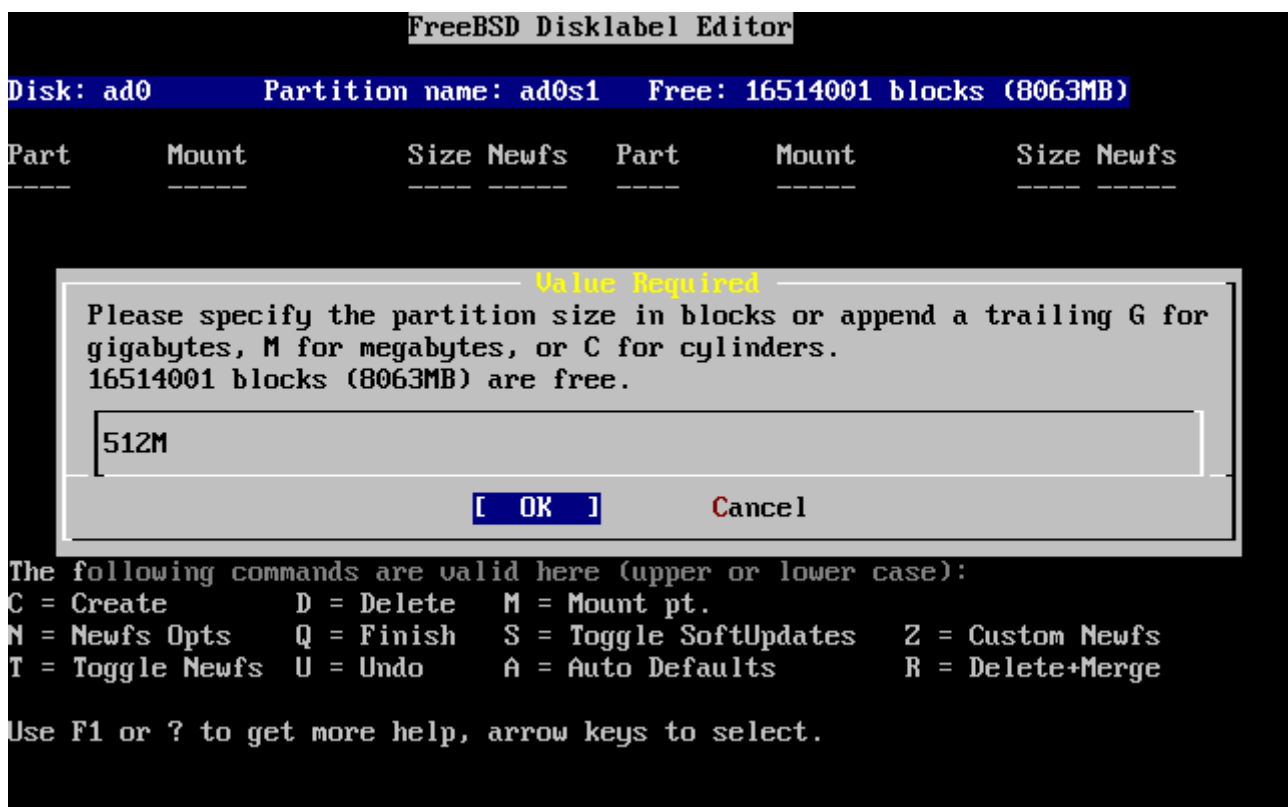 FreeBSD Disklabel Editor
Disk: ad0 Partition name: ad0s1 Free: 16514001 blocks (8063MB)
Part Mount Size Newfs Part Mount Size Newfs
---- ----- ---- ----- ---- ----- ---- -----
Value Required
Please specify the partition size in blocks or append a trailing G for
gigabytes, M for megabytes, or C for cylinders.
16514001 blocks (8063MB) are free.
512M
[ OK ] Cancel
The following commands are valid here (upper or lower case):
C = Create D = Delete M = Mount pt.
N = Newfs Opts Q = Finish S = Toggle SoftUpdates Z = Custom Newfs
T = Toggle Newfs U = Undo A = Auto Defaults R = Delete+Merge
Use F1 or ? to get more help, arrow keys to select.